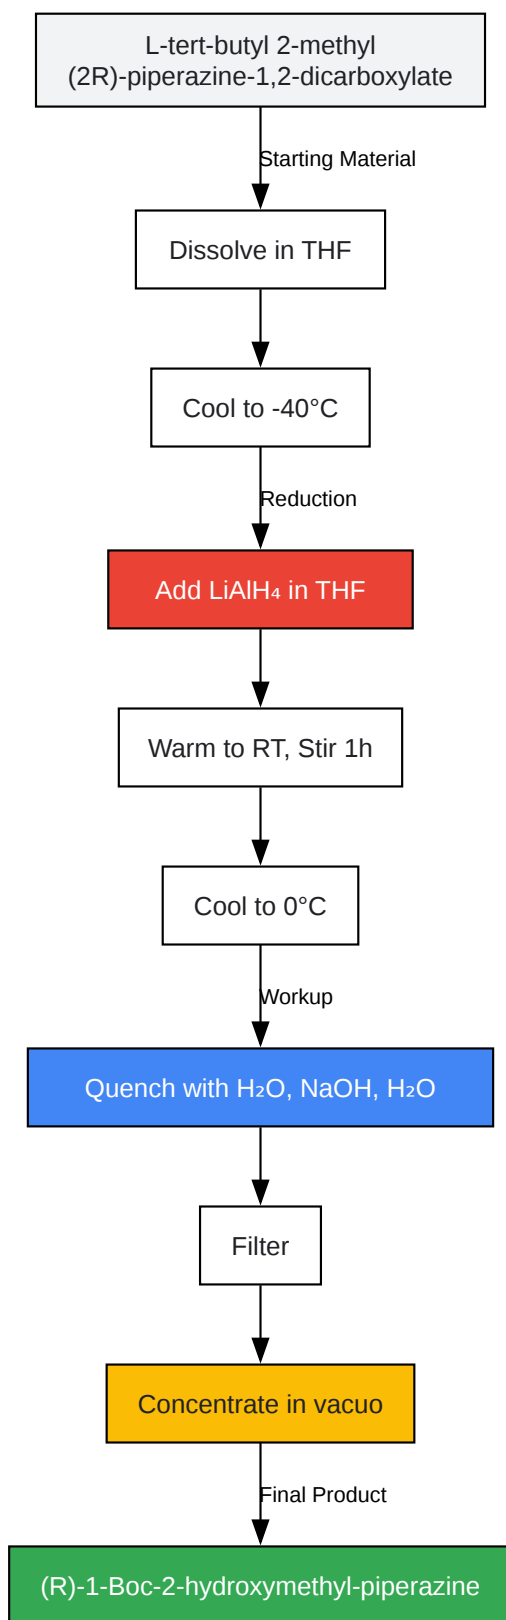 L-tert-butyl 2-methyl
(2R)-piperazine-1,2-dicarboxylate
Starting Material
Dissolve in THF
Cool to -40°C
Reduction
Add LiAlH₄ in THF
Warm to RT, Stir 1h
Cool to 0°C
Workup
Quench with H₂O, NaOH, H₂O
Filter
Concentrate in vacuo
Final Product
(R)-1-Boc-2-hydroxymethyl-piperazine